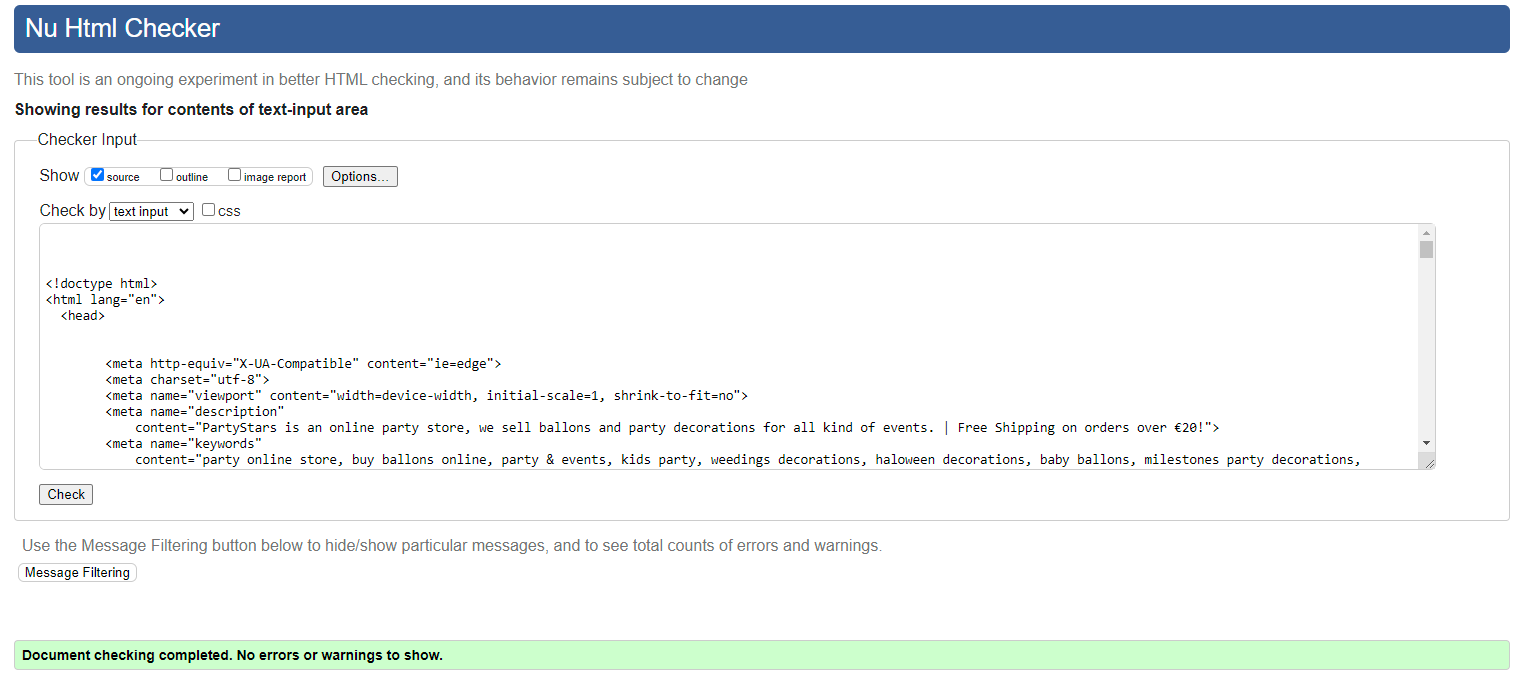 Nu Html Checker
This tool is an ongoing experiment in better HTML checking, and its behavior remains subject to change
Showing results for contents of text-input area
Checker Input
Show source outline image report Options...
Check by text input css
<!doctype html>
<html lang="en">
<head>
<meta http-equiv="X-UA-Compatible" content="ie=edge">
<meta charset="utf-8">
<meta name="viewport" content="width=device-width, initial-scale=1, shrink-to-fit=no">
<meta name="description"
content="PartyStars is an online party store, we sell ballons and party decorations for all kind of events. | Free Shipping on orders over €20!">
<meta name="keywords"
content="party online store, buy ballons online, party & events, kids party, weedings decorations, haloween decorations, baby ballons, milestones party decorations,
Check
Use the Message Filtering button below to hide/show particular messages, and to see total counts of errors and warnings.
Message Filtering
Document checking completed. No errors or warnings to show.